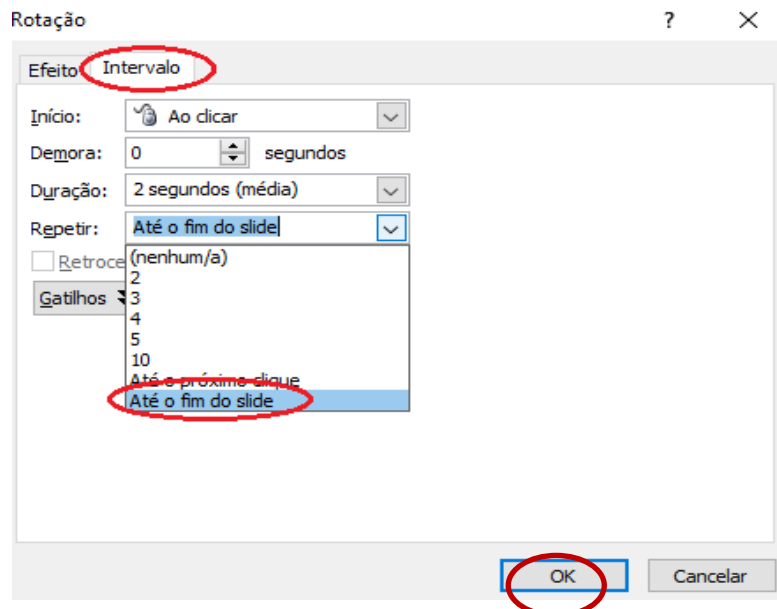 Rotação ?
Efeito Intervalo
Início: Ao clicar
Demora: 0 segundos
Duração: 2 segundos (média)
Repetir: Até o fim do slide
Retroce (nenhum/a)
2
Gatilhos 3
4
5
10
Até o próximo clique
Até o fim do slide
OK Cancelar